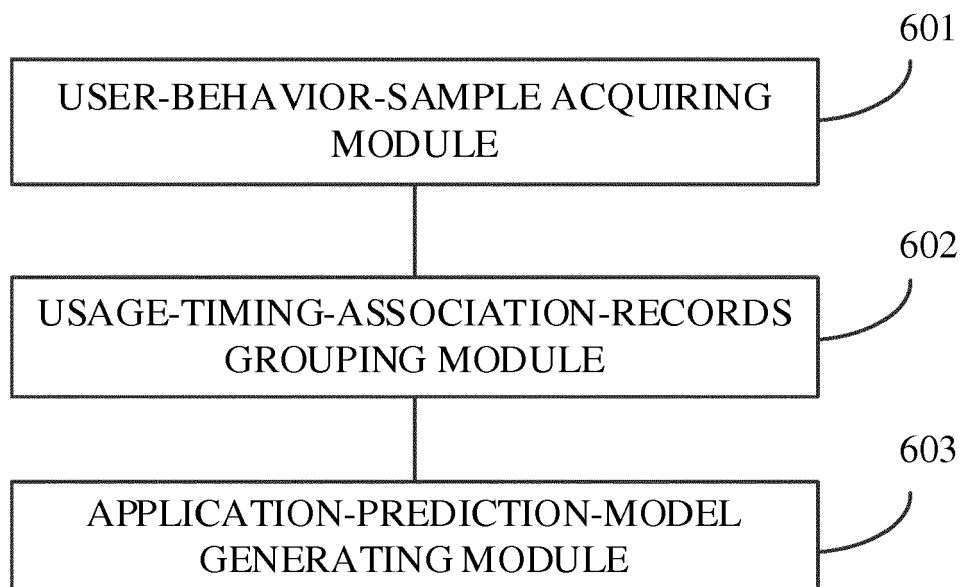 601
USER-BEHAVIOR-SAMPLE ACQUIRING
MODULE
602
USAGE-TIMING-ASSOCIATION-RECORDS
GROUPING MODULE
603
APPLICATION-PREDICTION-MODEL
GENERATING MODULE